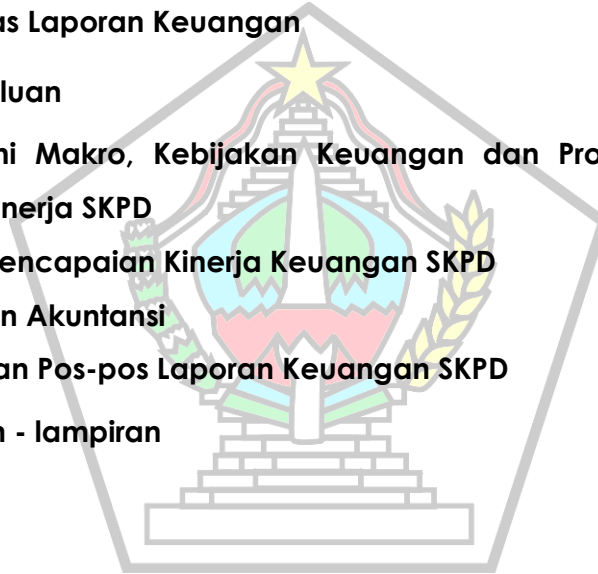 as Laporan Keuangan
luan
ni Makro, Kebijakan Keuangan dan Pro
nerja SKPD
encapaian Kinerja Keuangan SKPD
n Akuntansi
an Pos-pos Laporan Keuangan SKPD
n - lampiran